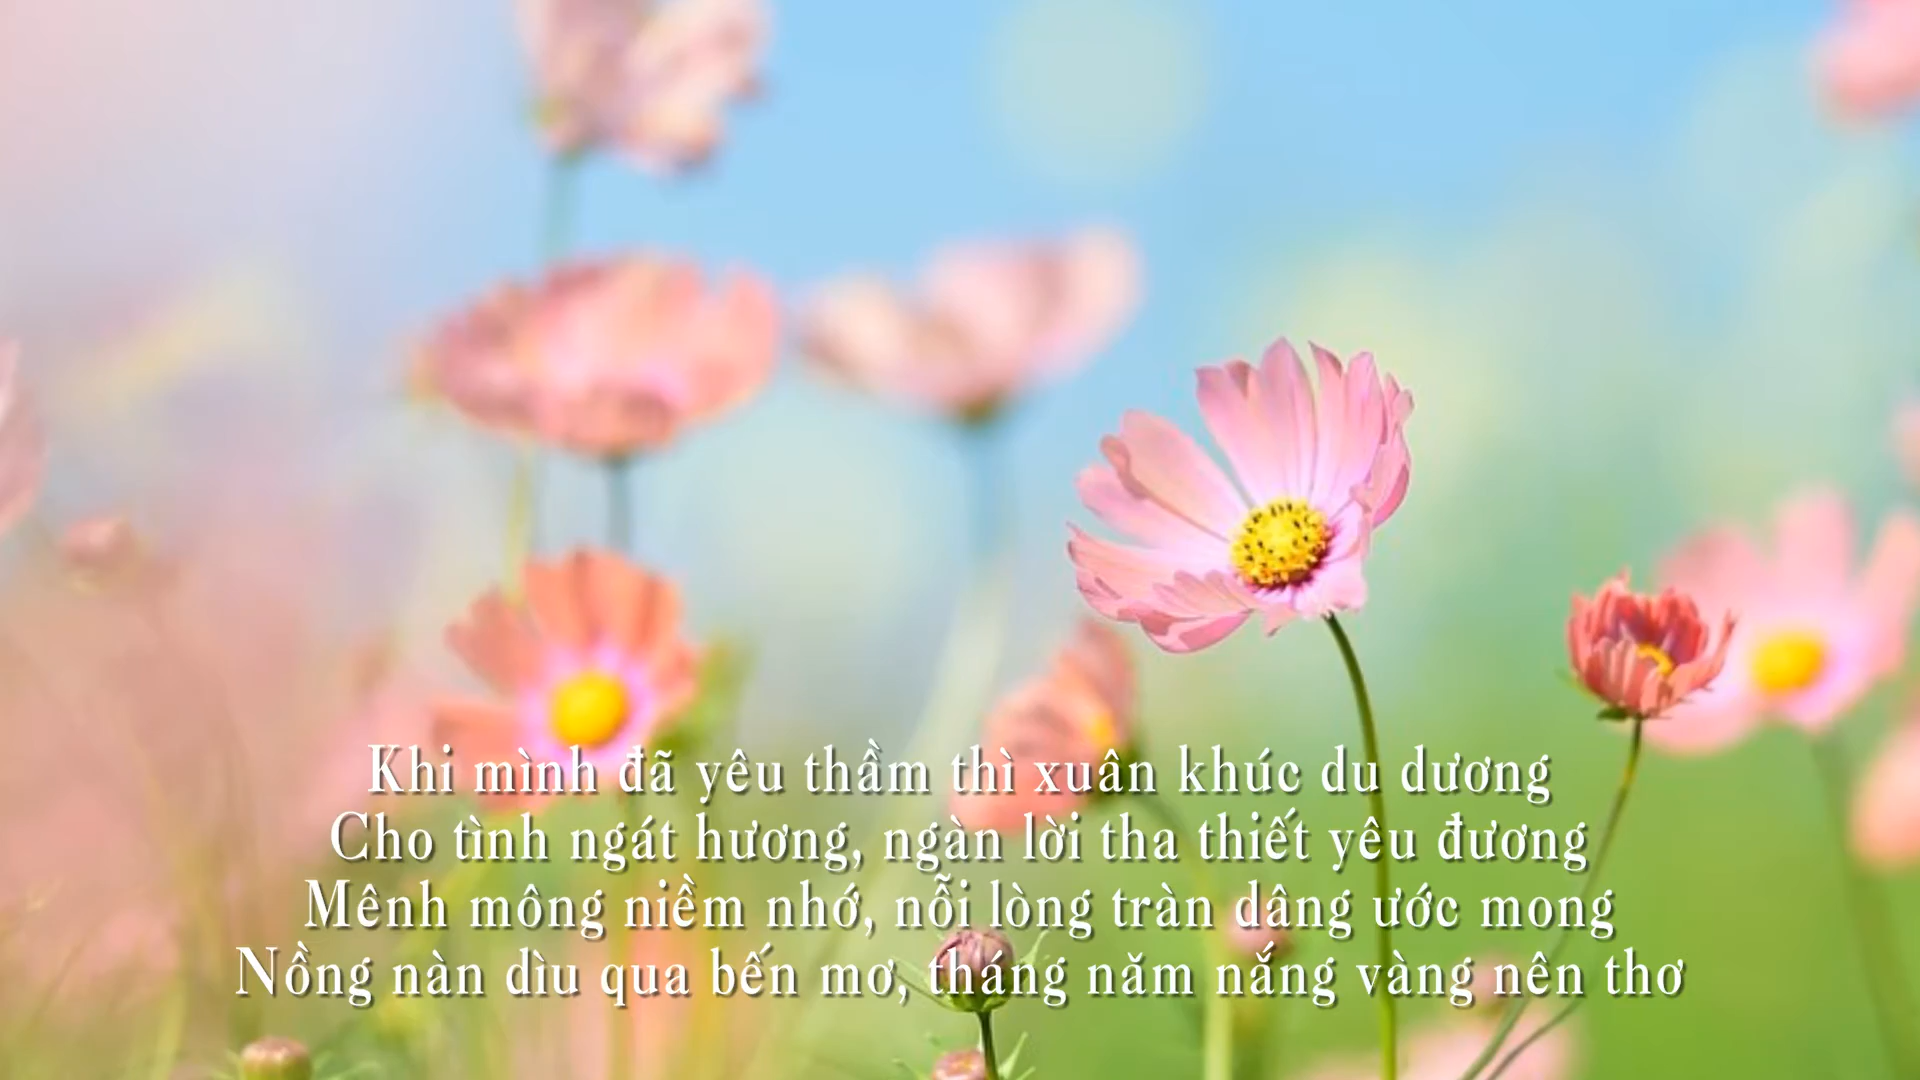 Khi mình đã yêu thầm thì xuân khúc du dương
Cho tình ngát hương, ngàn lời tha thiết yêu đương
Mênh mông niềm nhớ, nỗi lòng tràn dâng ước mong
Nồng nàn dìu qua bến mơ, tháng năm nắng vàng nên thơ